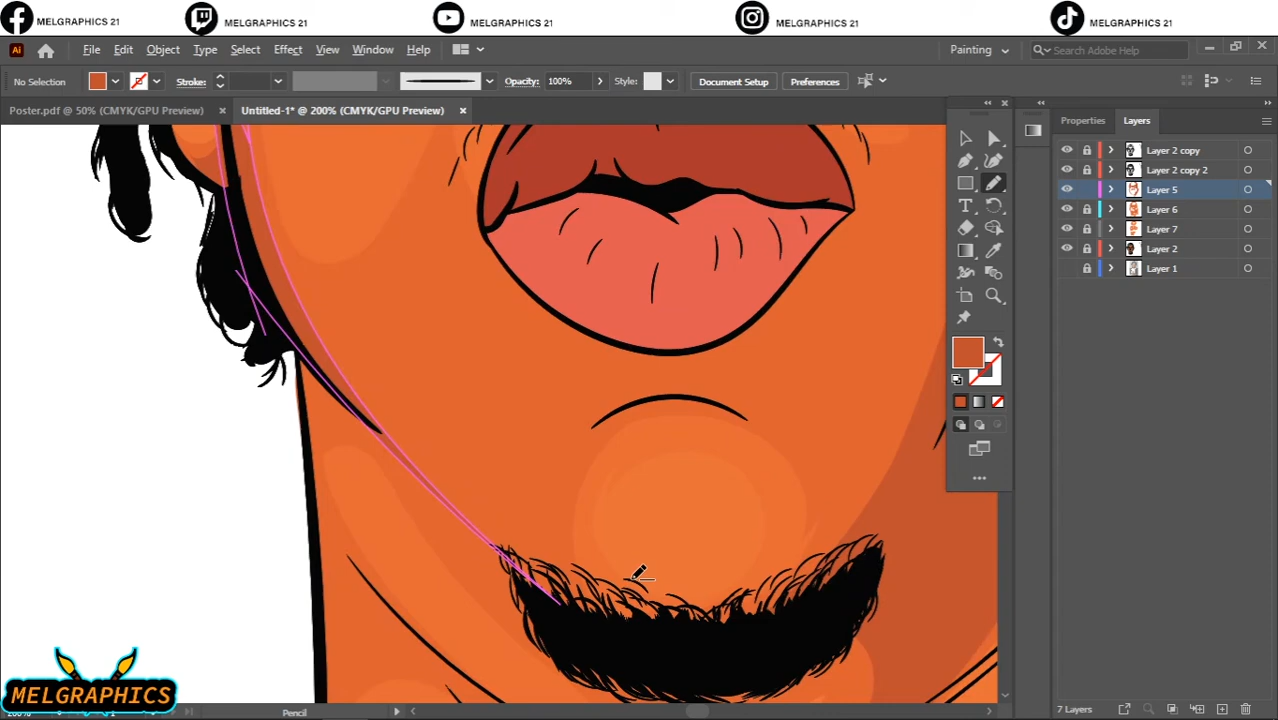 MELGRAPHICS 21
MELGRAPHICS 21
MELGRAPHICS 21
MELGRAPHICS 21
MELGRAPHICS 21
Ai File Edit Object Type Select Effect View Window Help Painting Search Adobe Help
No Selection Stroke: Opacity: 100% Style: Document Setup Preferences
Poster.pdf @ 50% (CMYK/GPU Preview) Untitled-1* @ 200% (CMYK/GPU Preview)
Properties Layers
Layer 2 copy
Layer 2 copy 2
Layer 5
Layer 6
Layer 7
Layer 2
Layer 1
MELGRAPHICS
Pencil
7 Layers